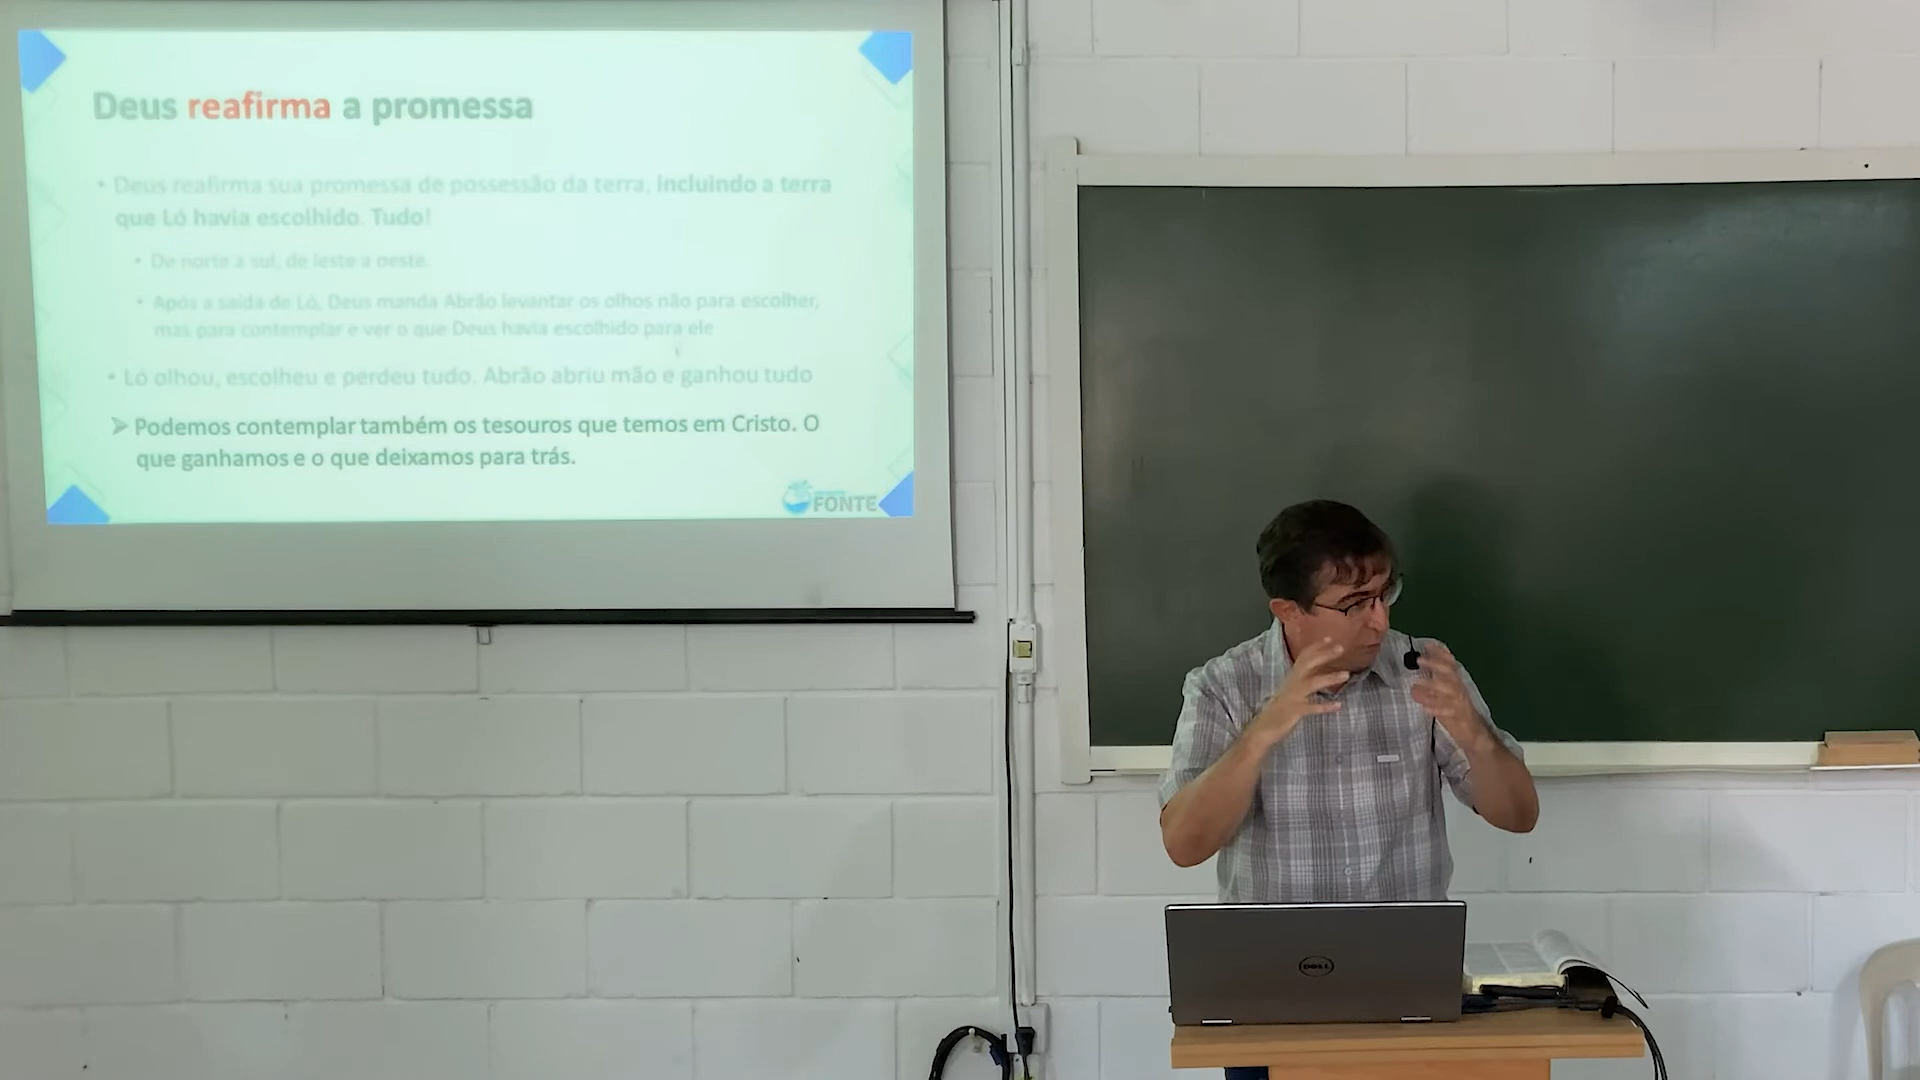 Deus reafirma a promessa
• Deus reafirma sua promessa de possessão da terra, incluindo a terra
que Ló havia escolhido. Tudo!
• De norte a sul, de leste a oeste.
• Após a saída de Ló, Deus manda Abrão levantar os olhos não para escolher,
mas para contemplar e ver o que Deus havia escolhido para ele
• Ló olhou, escolheu e perdeu tudo. Abrão abriu mão e ganhou tudo
➢ Podemos contemplar também os tesouros que temos em Cristo. O
que ganhamos e o que deixamos para trás.
FONTE
DELL